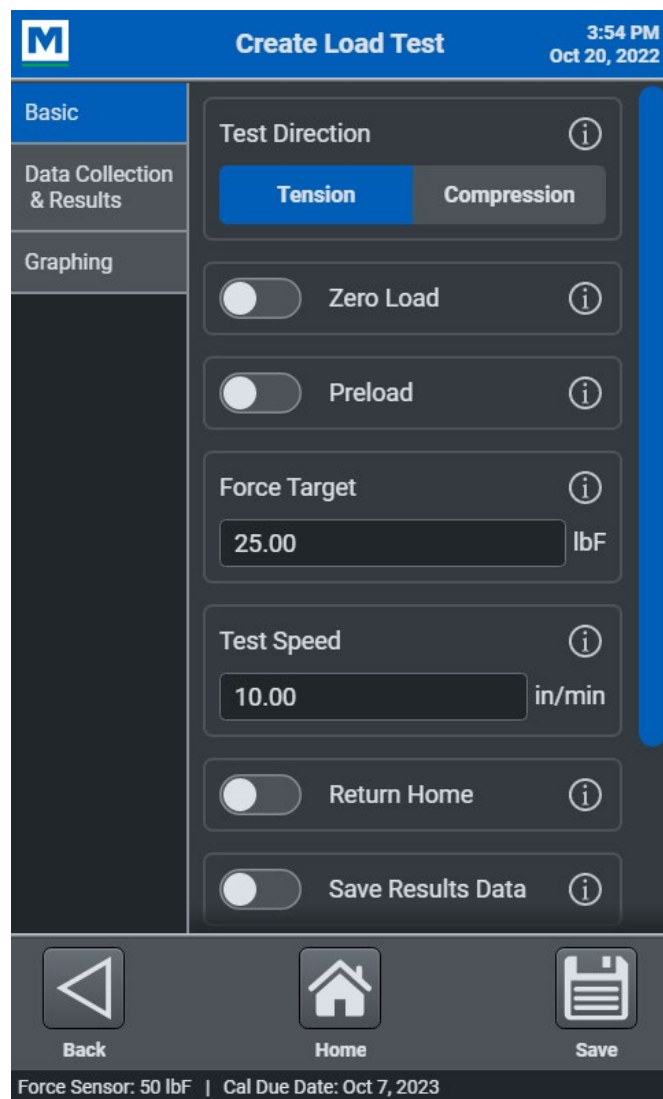 M
Create Load Test
3:54 PM
Oct 20, 2022
Basic
Data Collection
& Results
Graphing
Test Direction
Tension
Compression
Zero Load
Preload
Force Target
25.00
lbF
Test Speed
10.00
in/min
Return Home
Save Results Data
Back
Home
Save
Force Sensor: 50 lbF | Cal Due Date: Oct 7, 2023